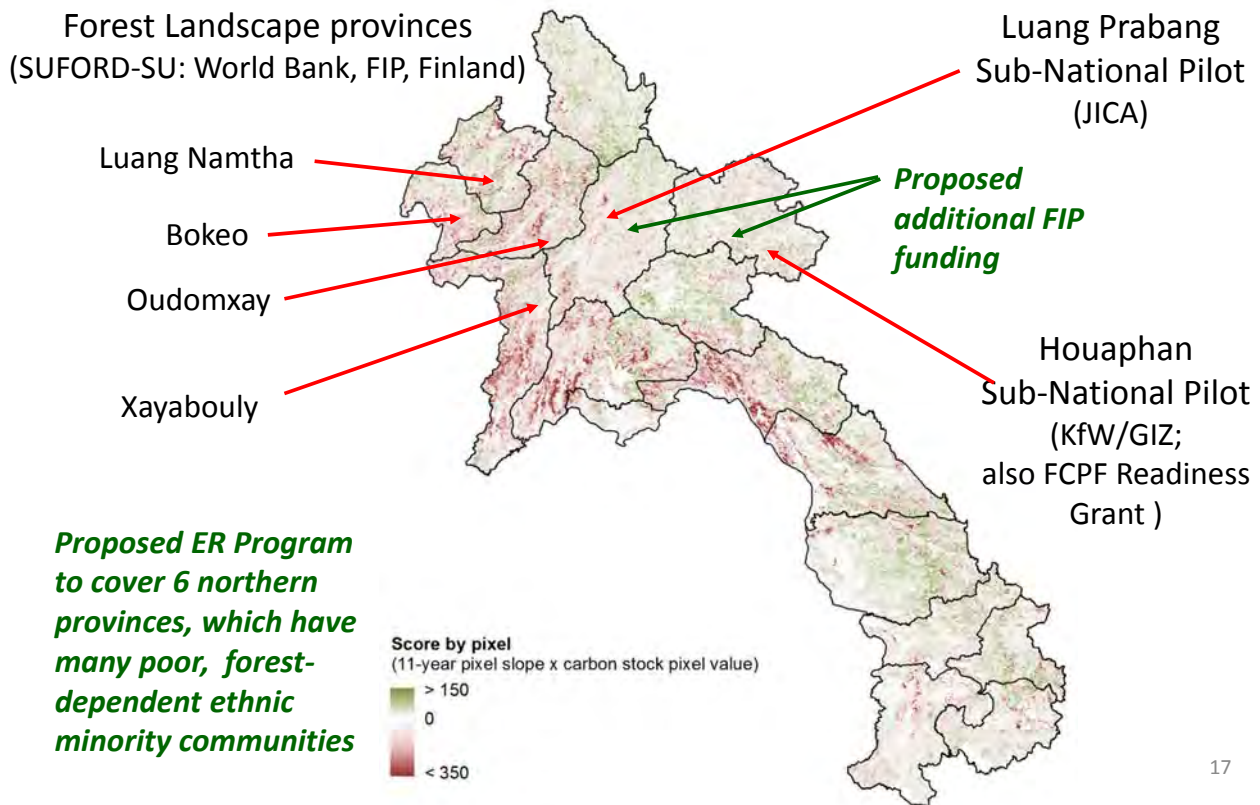 Forest Landscape provinces
(SUFORD-SU: World Bank, FIP, Finland)
Luang Namtha
Bokeo
Oudomxay
Xayabouly
Luang Prabang
Sub-National Pilot
(JICA)
Proposed
additional FIP
funding
Houaphan
Sub-National Pilot
(KfW/GIZ;
also FCPF Readiness
Grant )
Proposed ER Program
to cover 6 northern
provinces, which have
many poor, forest-
dependent ethnic
minority communities
Score by pixel
(11-year pixel slope x carbon stock pixel value)
> 150
0
< 350
17